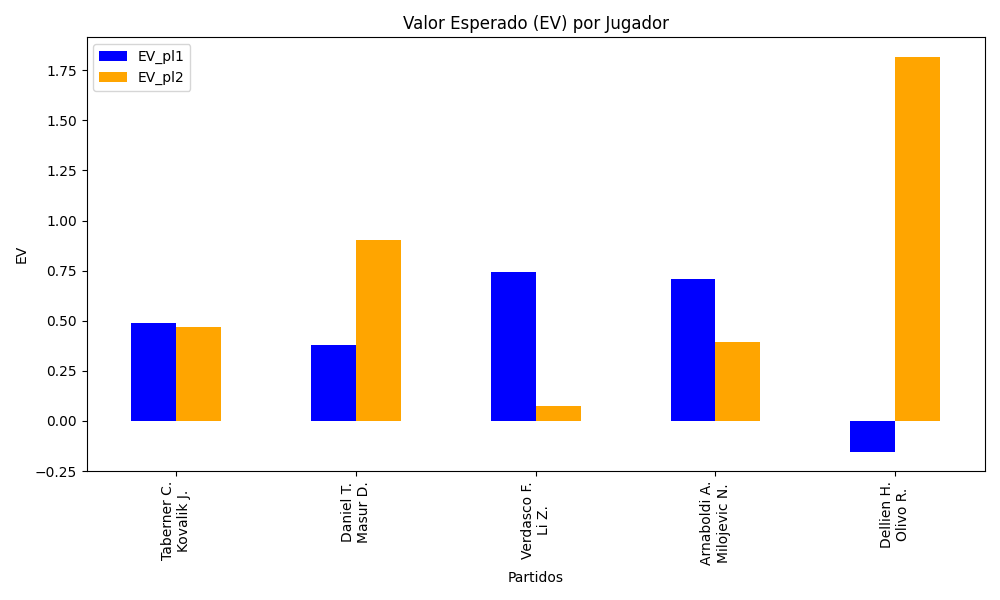 Valor Esperado (EV) por Jugador
EV_pl1
EV_pl2
EV
1.75
1.50
1.25
1.00
0.75
0.50
0.25
0.00
−0.25
Taberner C.
Kovalik J.
Daniel T.
Masur D.
Verdasco F.
Li Z.
Arnaboldi A.
Milojevic N.
Dellien H.
Olivo R.
Partidos